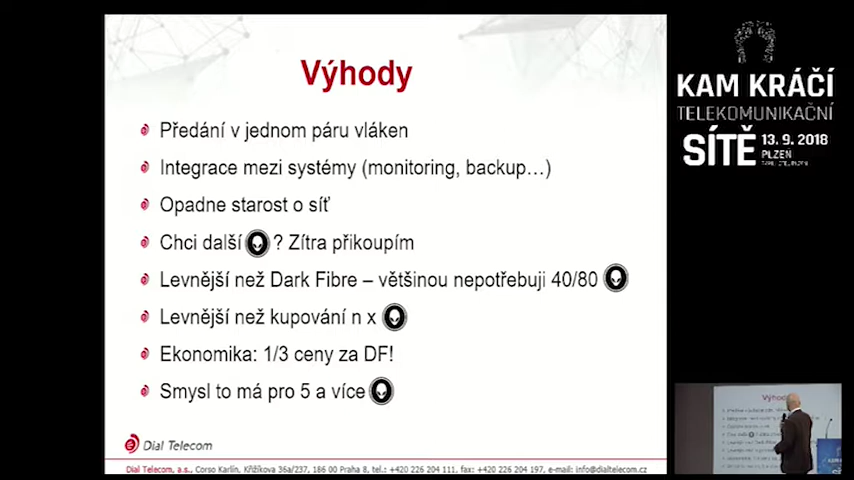 Výhody
Předání v jednom páru vláken
Integrace mezi systémy (monitoring, backup…)
Opadne starost o síť
Chci další ? Zítra přikoupím
Levnější než Dark Fibre – většinou nepotřebuji 40/80
Levnější než kupování n x
Ekonomika: 1/3 ceny za DF!
Smysl to má pro 5 a více
Dial Telecom
Dial Telecom, a.s., Corso Karlín, Křižíkova 36a/237, 186 00 Praha 8, tel.: +420 226 204 111, fax: +420 226 204 197, e-mail: info@dialtelecom.cz
KAM KRÁČÍ
TELEKOMUNIKAČNÍ
SÍTĚ 13. 9. 2018
PLZEŇ
Výhody